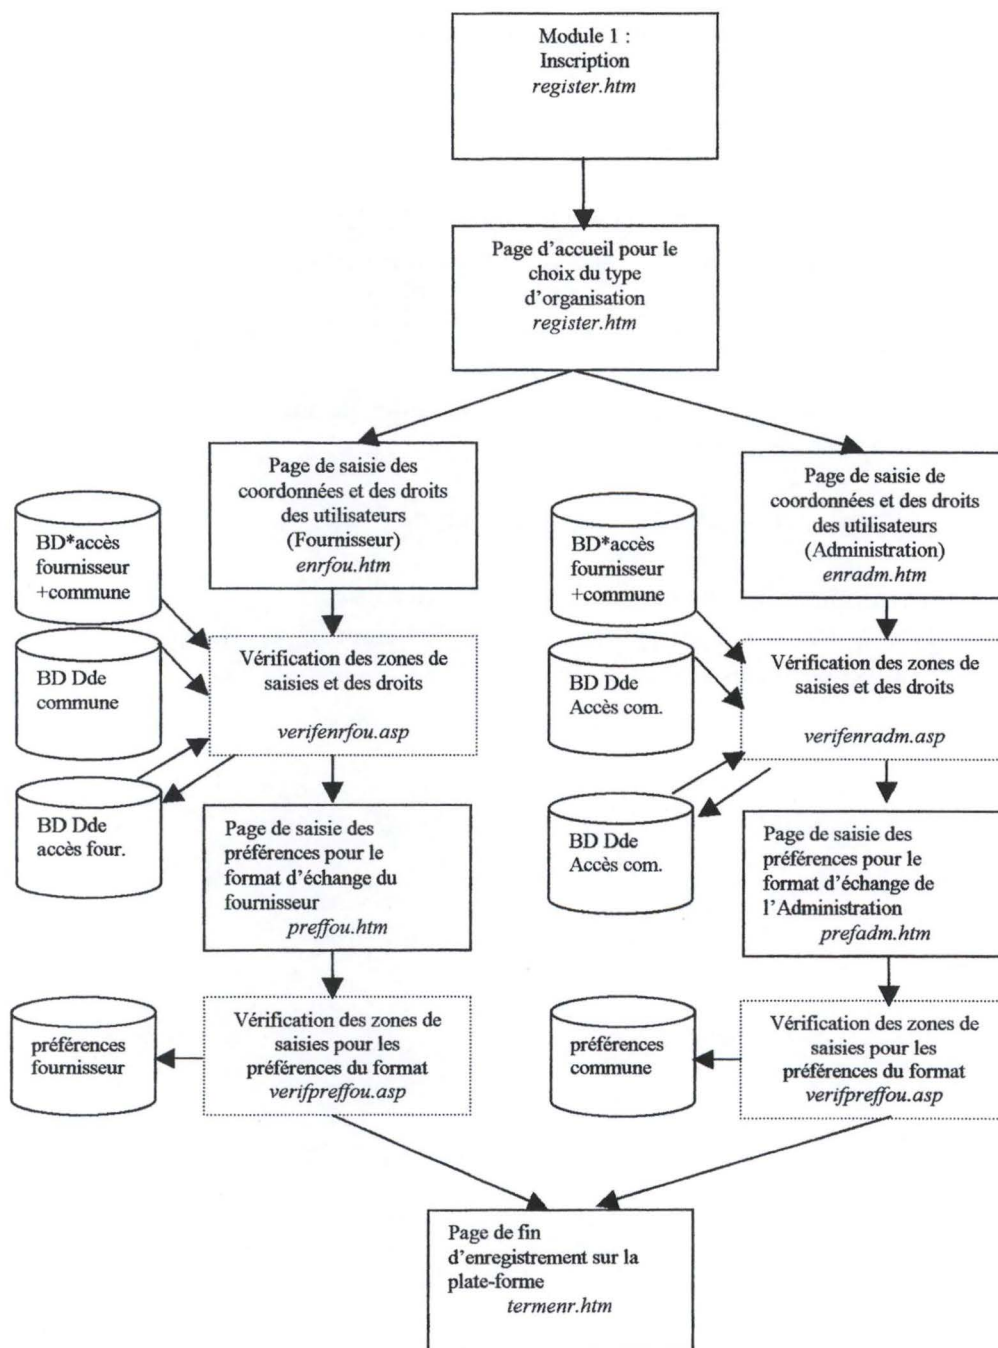 Module 1 :
Inscription
register.htm
Page d’accueil pour le
choix du type
d’organisation
register.htm
Page de saisie des
coordonnées et des droits
des utilisateurs
(Fournisseur)
enrfou.htm
Page de saisie de
coordonnées et des droits
des utilisateurs
(Administration)
enradm.htm
BD*accès
fournisseur
+commune
BD*accès
fournisseur
+commune
Vérification des zones de
saisies et des droits
verifenrfou.asp
Vérification des zones de
saisies et des droits
verifenradm.asp
BD Dde
commune
BD Dde
Accès com.
BD Dde
accès four.
BD Dde
Accès com.
Page de saisie des
préférences pour le
format d’échange du
fournisseur
preffou.htm
Page de saisie des
préférences pour le
format d’échange de
l’Administration
prefadm.htm
préférences
fournisseur
Vérification des zones de
saisies pour les
préférences du format
verifpreffou.asp
préférences
commune
Vérification des zones de
saisies pour les
préférences du format
verifpreffou.asp
Page de fin
d’enregistrement sur la
plate-forme
termenr.htm